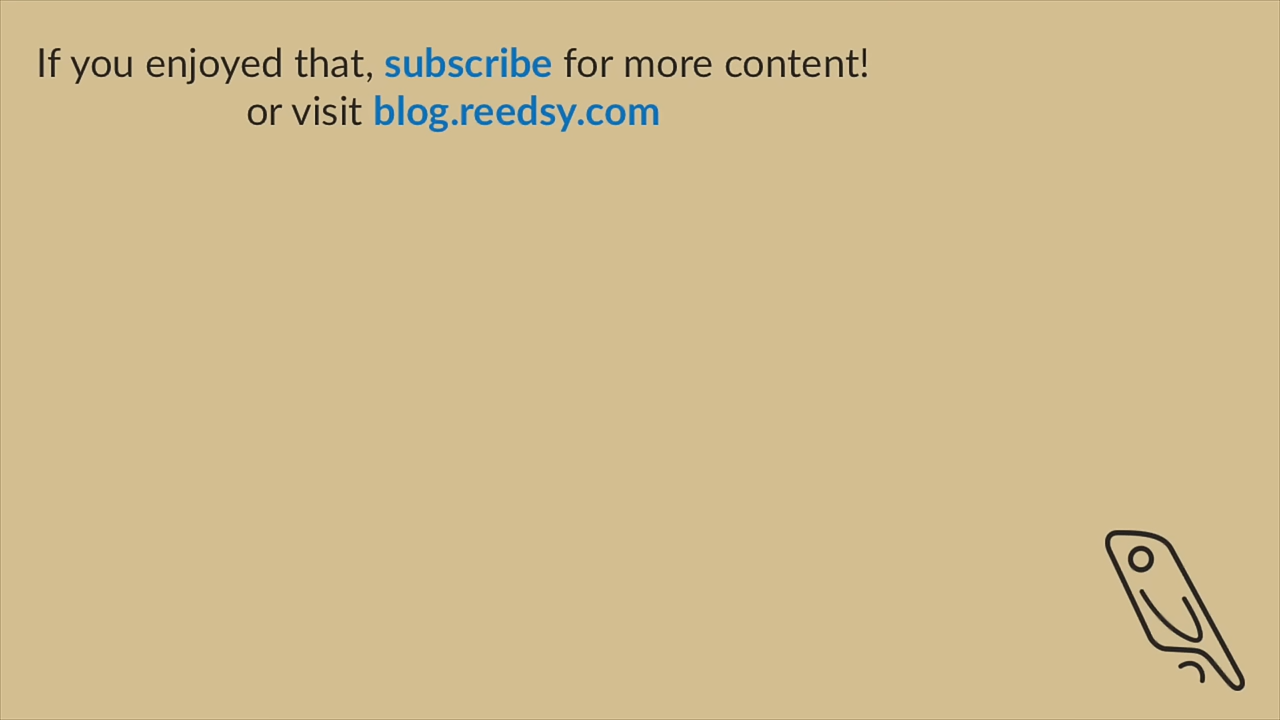 If you enjoyed that, subscribe for more content!
or visit blog.reedsy.com